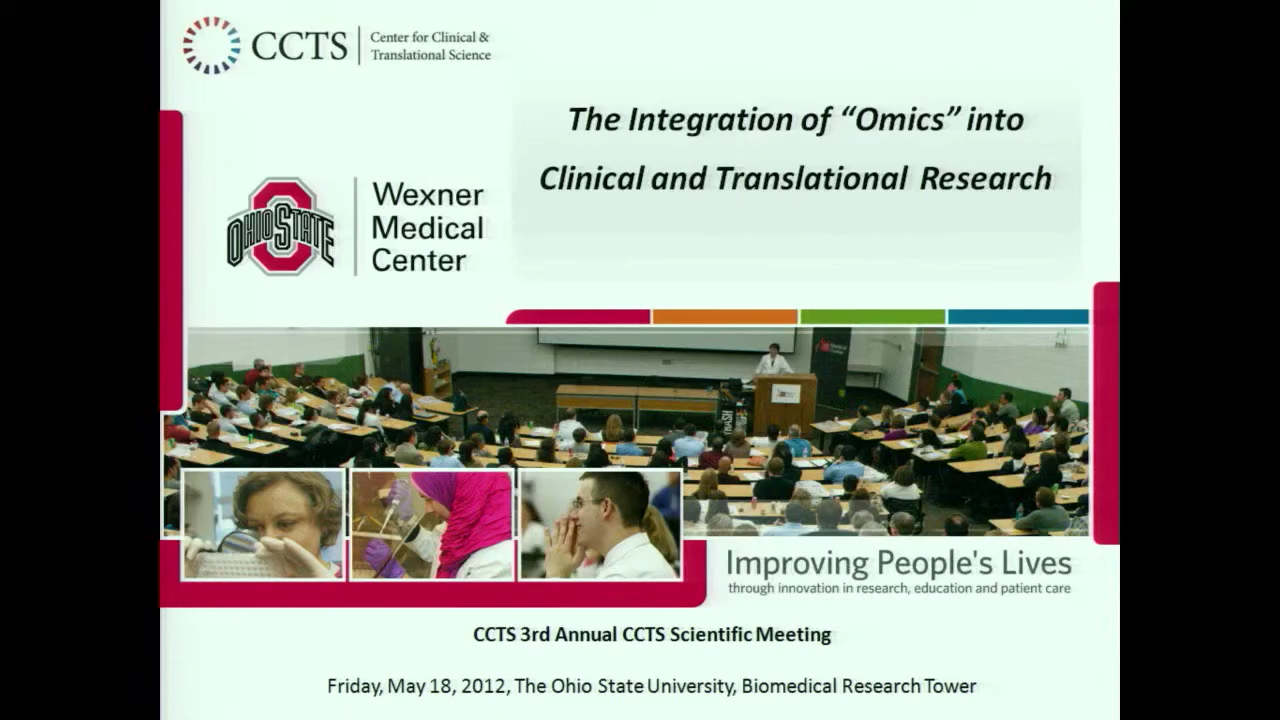 CCTS
Center for Clinical &
Translational Science
The Integration of “Omics” into
Clinical and Translational Research
OHIO STATE
Wexner
Medical
Center
Improving People's Lives
through innovation in research, education and patient care
CCTS 3rd Annual CCTS Scientific Meeting
Friday, May 18, 2012, The Ohio State University, Biomedical Research Tower